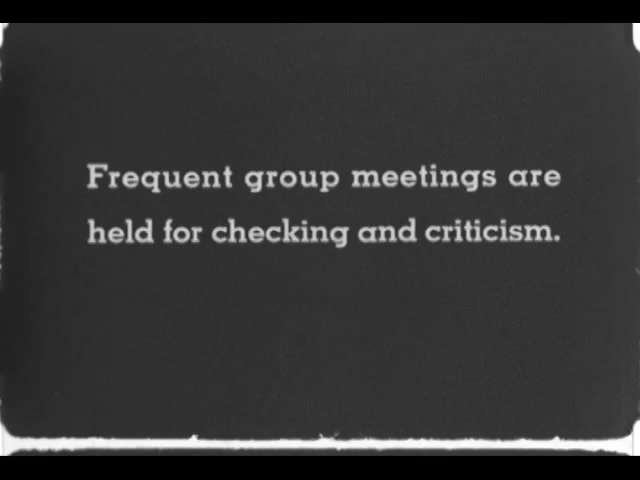 Frequent group meetings are
held for checking and criticism.